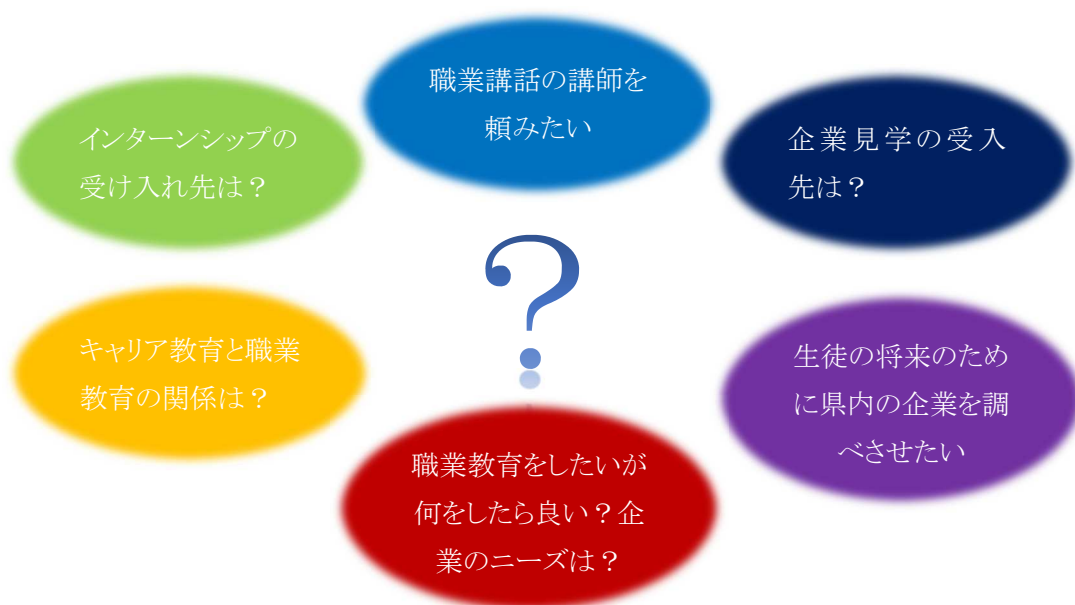 職業講話の講師を
頼みたい
インターンシップの
受け入れ先は？
企業見学の受入
先は？
?
キャリア教育と職業
教育の関係は？
生徒の将来のため
に県内の企業を調
べさせたい
職業教育をしたいが
何をしたら良い？企
業のニーズは？